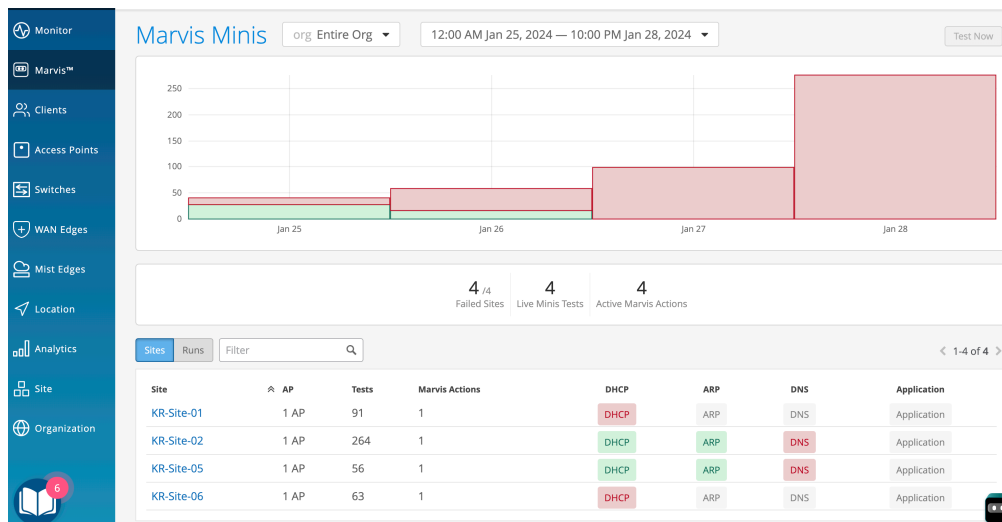 Monitor
Marvis™
Clients
Access Points
Switches
WAN Edges
Mist Edges
Location
Analytics
Site
Organization
6
Marvis Minis org Entire Org 12:00 AM Jan 25, 2024 — 10:00 PM Jan 28, 2024 Test Now
250
200
150
100
50
0
Jan 25 Jan 26 Jan 27 Jan 28
4 /4 4 4
Failed Sites Live Minis Tests Active Marvis Actions
Sites Runs Filter 1-4 of 4
Site AP Tests Marvis Actions DHCP ARP DNS Application
KR-Site-01 1 AP 91 1 DHCP ARP DNS Application
KR-Site-02 1 AP 264 1 DHCP ARP DNS Application
KR-Site-05 1 AP 56 1 DHCP ARP DNS Application
KR-Site-06 1 AP 63 1 DHCP ARP DNS Application